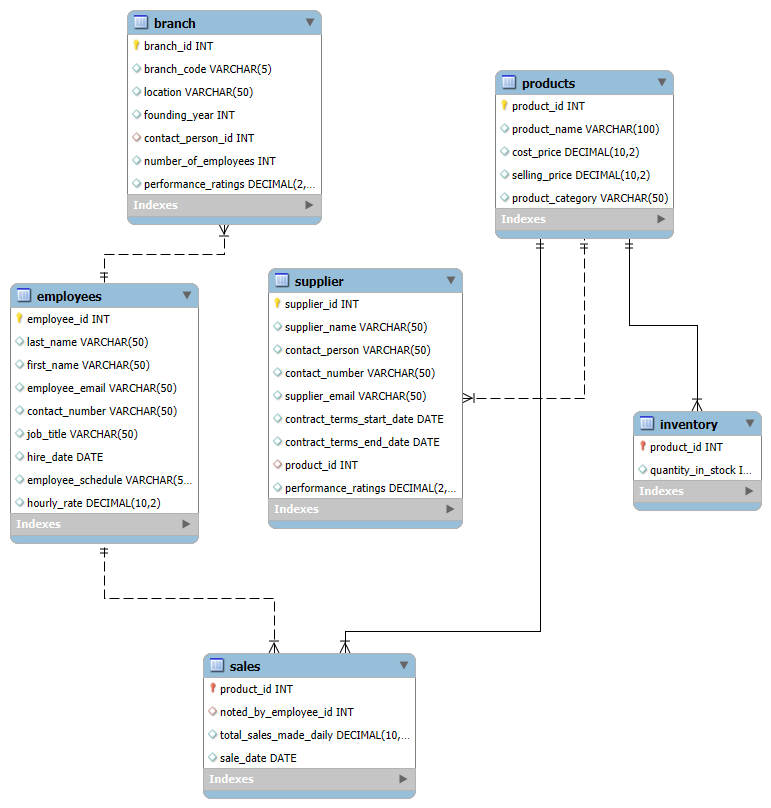 branch
branch_id INT
branch_code VARCHAR(5)
location VARCHAR(50)
founding_year INT
contact_person_id INT
number_of_employees INT
performance_ratings DECIMAL(2,...
Indexes
products
product_id INT
product_name VARCHAR(100)
cost_price DECIMAL(10,2)
selling_price DECIMAL(10,2)
product_category VARCHAR(50)
Indexes
employees
employee_id INT
last_name VARCHAR(50)
first_name VARCHAR(50)
employee_email VARCHAR(50)
contact_number VARCHAR(50)
job_title VARCHAR(50)
hire_date DATE
employee_schedule VARCHAR(5...
hourly_rate DECIMAL(10,2)
Indexes
supplier
supplier_id INT
supplier_name VARCHAR(50)
contact_person VARCHAR(50)
contact_number VARCHAR(50)
supplier_email VARCHAR(50)
contract_terms_start_date DATE
contract_terms_end_date DATE
product_id INT
performance_ratings DECIMAL(2,...
Indexes
inventory
product_id INT
quantity_in_stock I...
Indexes
sales
product_id INT
noted_by_employee_id INT
total_sales_made_daily DECIMAL(10,...
sale_date DATE
Indexes